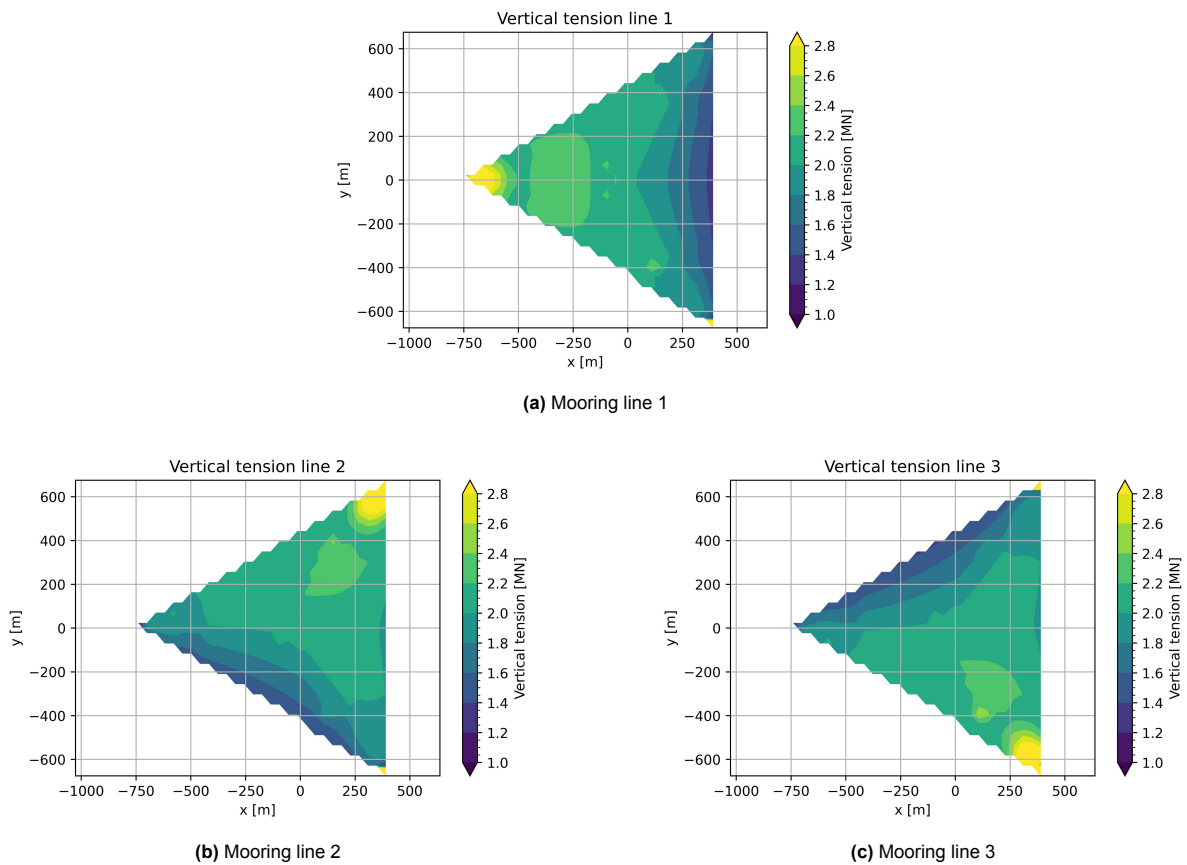 Vertical tension line 1
600
400
200
0
−200
−400
−600
y [m]
−1000 −750 −500 −250 0 250 500
x [m]
2.8
2.6
2.4
2.2
2.0
1.8
1.6
1.4
1.2
1.0
Vertical tension [MN]
(a) Mooring line 1
Vertical tension line 2
600
400
200
0
−200
−400
−600
y [m]
−1000 −750 −500 −250 0 250 500
x [m]
2.8
2.6
2.4
2.2
2.0
1.8
1.6
1.4
1.2
1.0
Vertical tension [MN]
(b) Mooring line 2
Vertical tension line 3
600
400
200
0
−200
−400
−600
y [m]
−1000 −750 −500 −250 0 250 500
x [m]
2.8
2.6
2.4
2.2
2.0
1.8
1.6
1.4
1.2
1.0
Vertical tension [MN]
(c) Mooring line 3